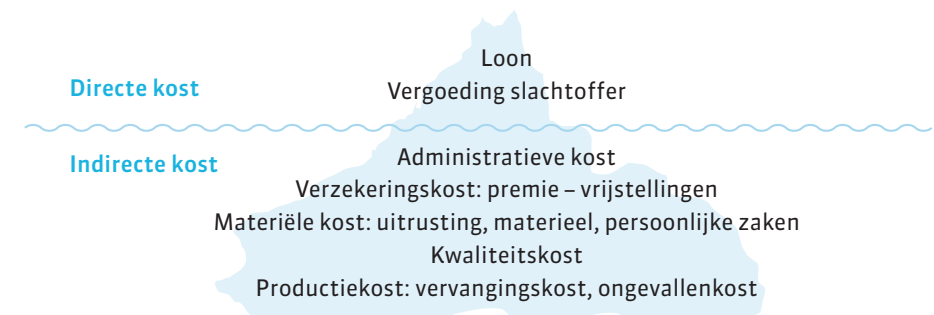 Loon
Directe kost
Vergoeding slachtoffer
Indirecte kost
Administratieve kost
Verzekeringskost: premie – vrijstellingen
Materiële kost: uitrusting, materieel, persoonlijke zaken
Kwaliteitskost
Productiekost: vervangingskost, ongevallenkost